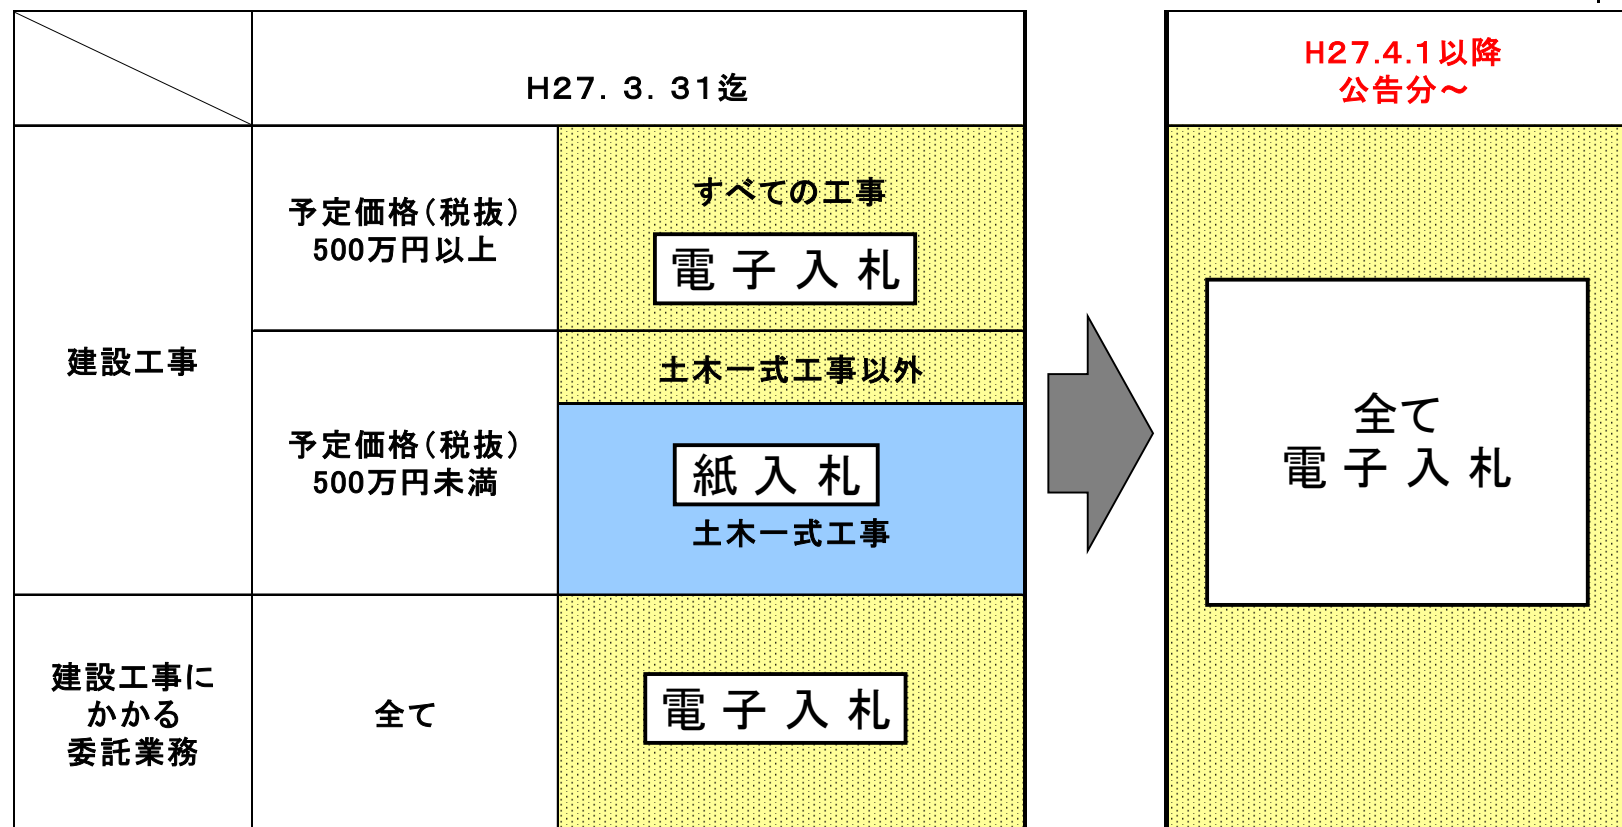 H27．3．31迄
H27.4.1以降
公告分～
建設工事
予定価格（税抜）
500万円以上
すべての工事
電子入札
予定価格（税抜）
500万円未満
土木一式工事以外
紙入札
土木一式工事
建設工事に
かかる
委託業務
全て
電子入札
全て
電子入札